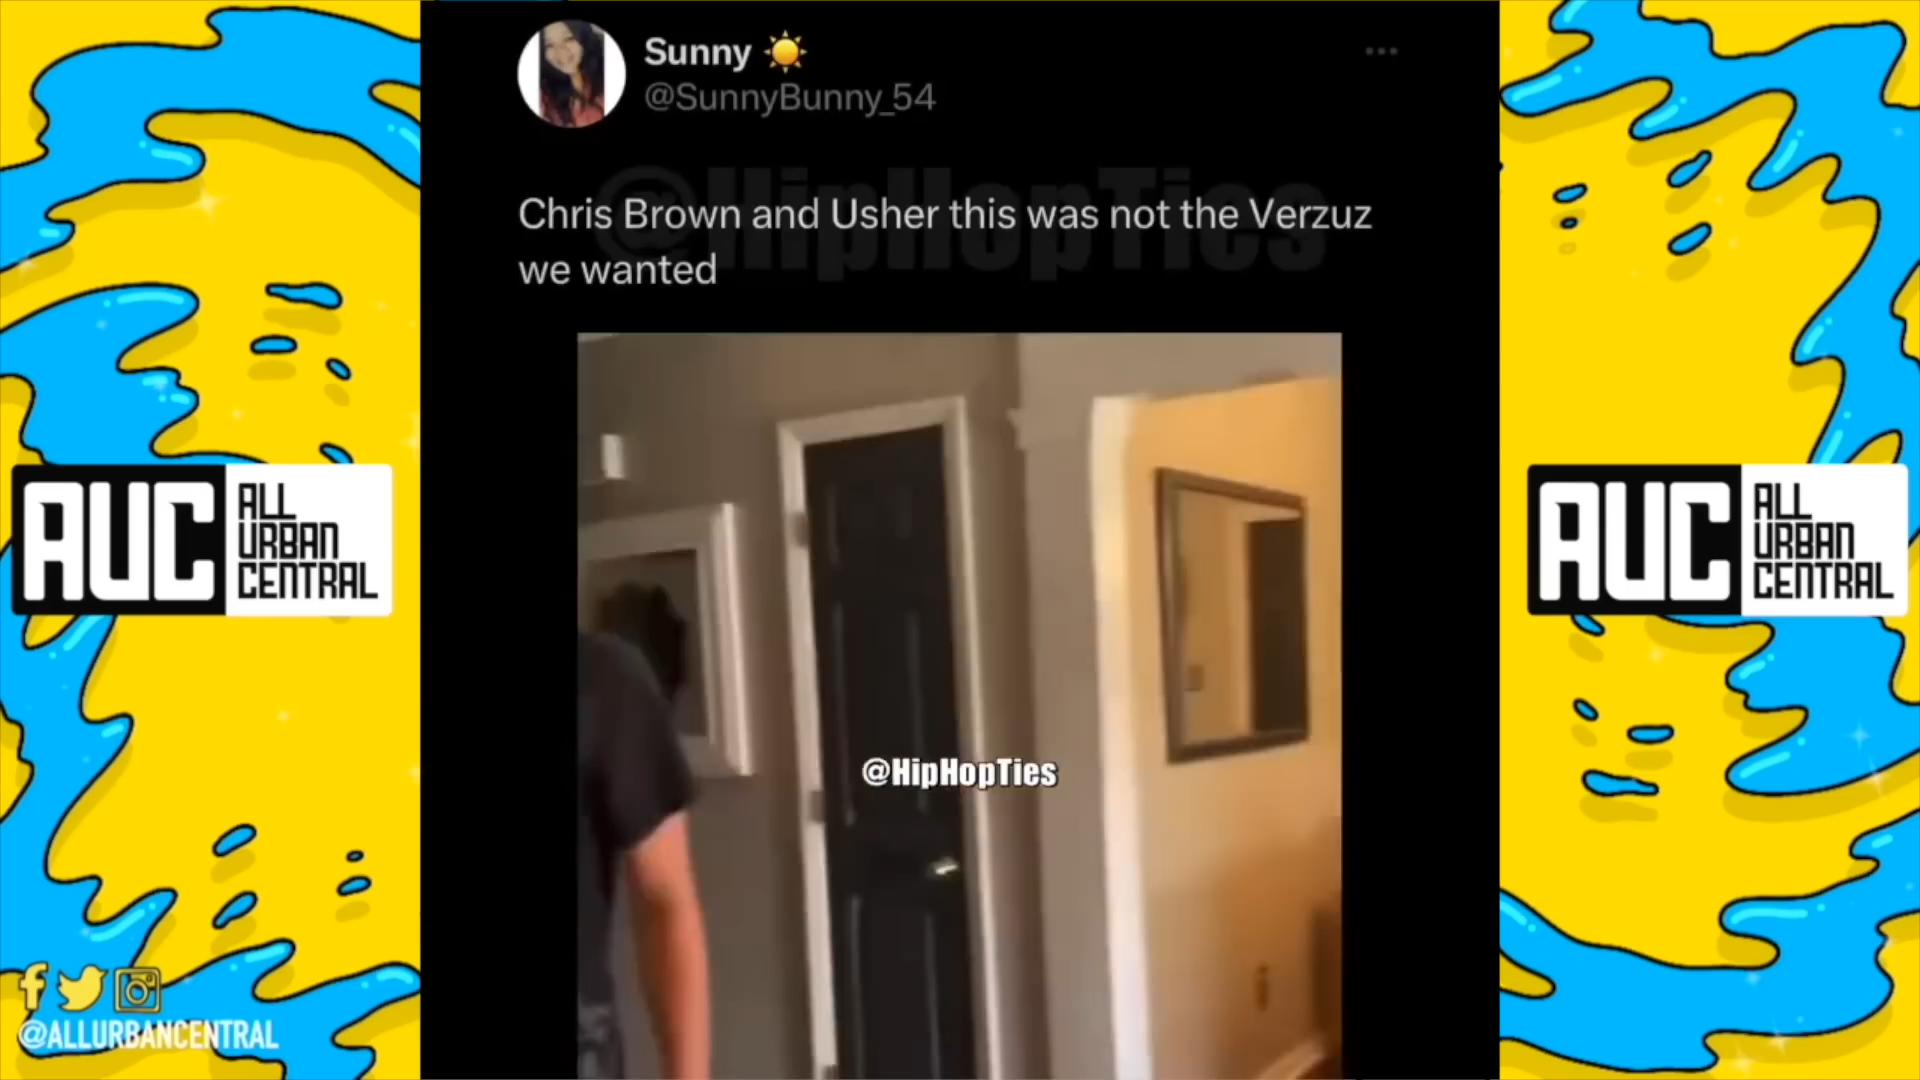 Sunny
@SunnyBunny_54
@HipHopTies
Chris Brown and Usher this was not the Verzuz
we wanted
@HipHopTies
AUC
ALL
URBAN
CENTRAL
AUC
ALL
URBAN
CENTRAL
@ALLURBANCENTRAL